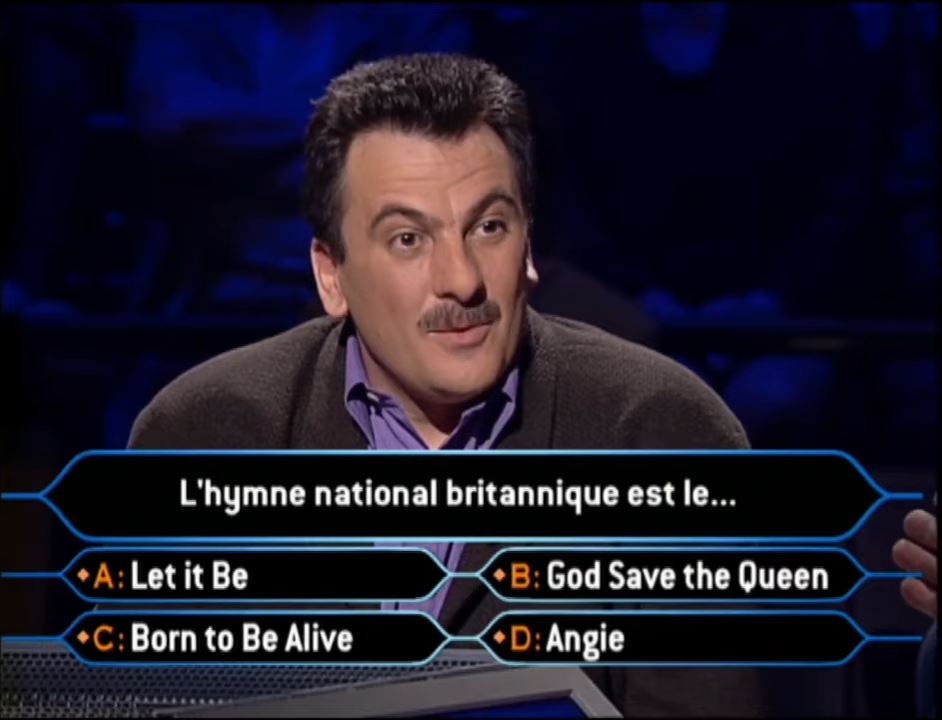 L'hymne national britannique est le...
A: Let it Be
B: God Save the Queen
C: Born to Be Alive
D: Angie